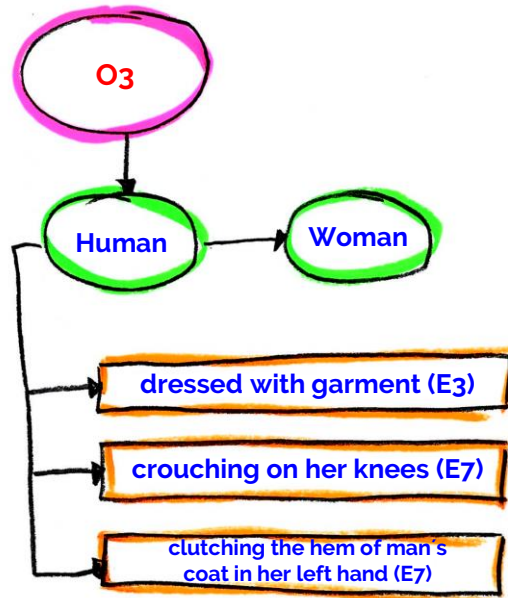 O3
Human
Woman
dressed with garment (E3)
crouching on her knees (E7)
clutching the hem of man´s
coat in her left hand (E7)